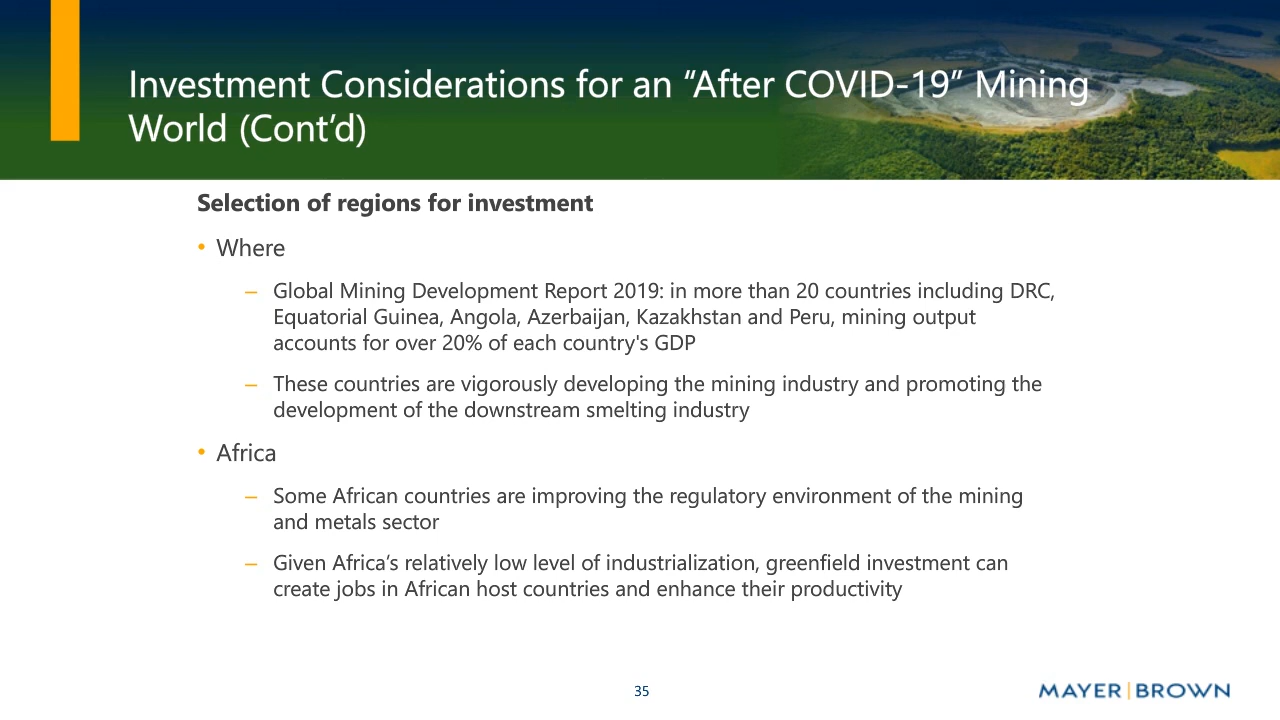 Investment Considerations for an “After COVID-19” Mining
World (Cont’d)
Selection of regions for investment
• Where
– Global Mining Development Report 2019: in more than 20 countries including DRC,
Equatorial Guinea, Angola, Azerbaijan, Kazakhstan and Peru, mining output
accounts for over 20% of each country's GDP
– These countries are vigorously developing the mining industry and promoting the
development of the downstream smelting industry
• Africa
– Some African countries are improving the regulatory environment of the mining
and metals sector
– Given Africa’s relatively low level of industrialization, greenfield investment can
create jobs in African host countries and enhance their productivity
35
MAYER|BROWN